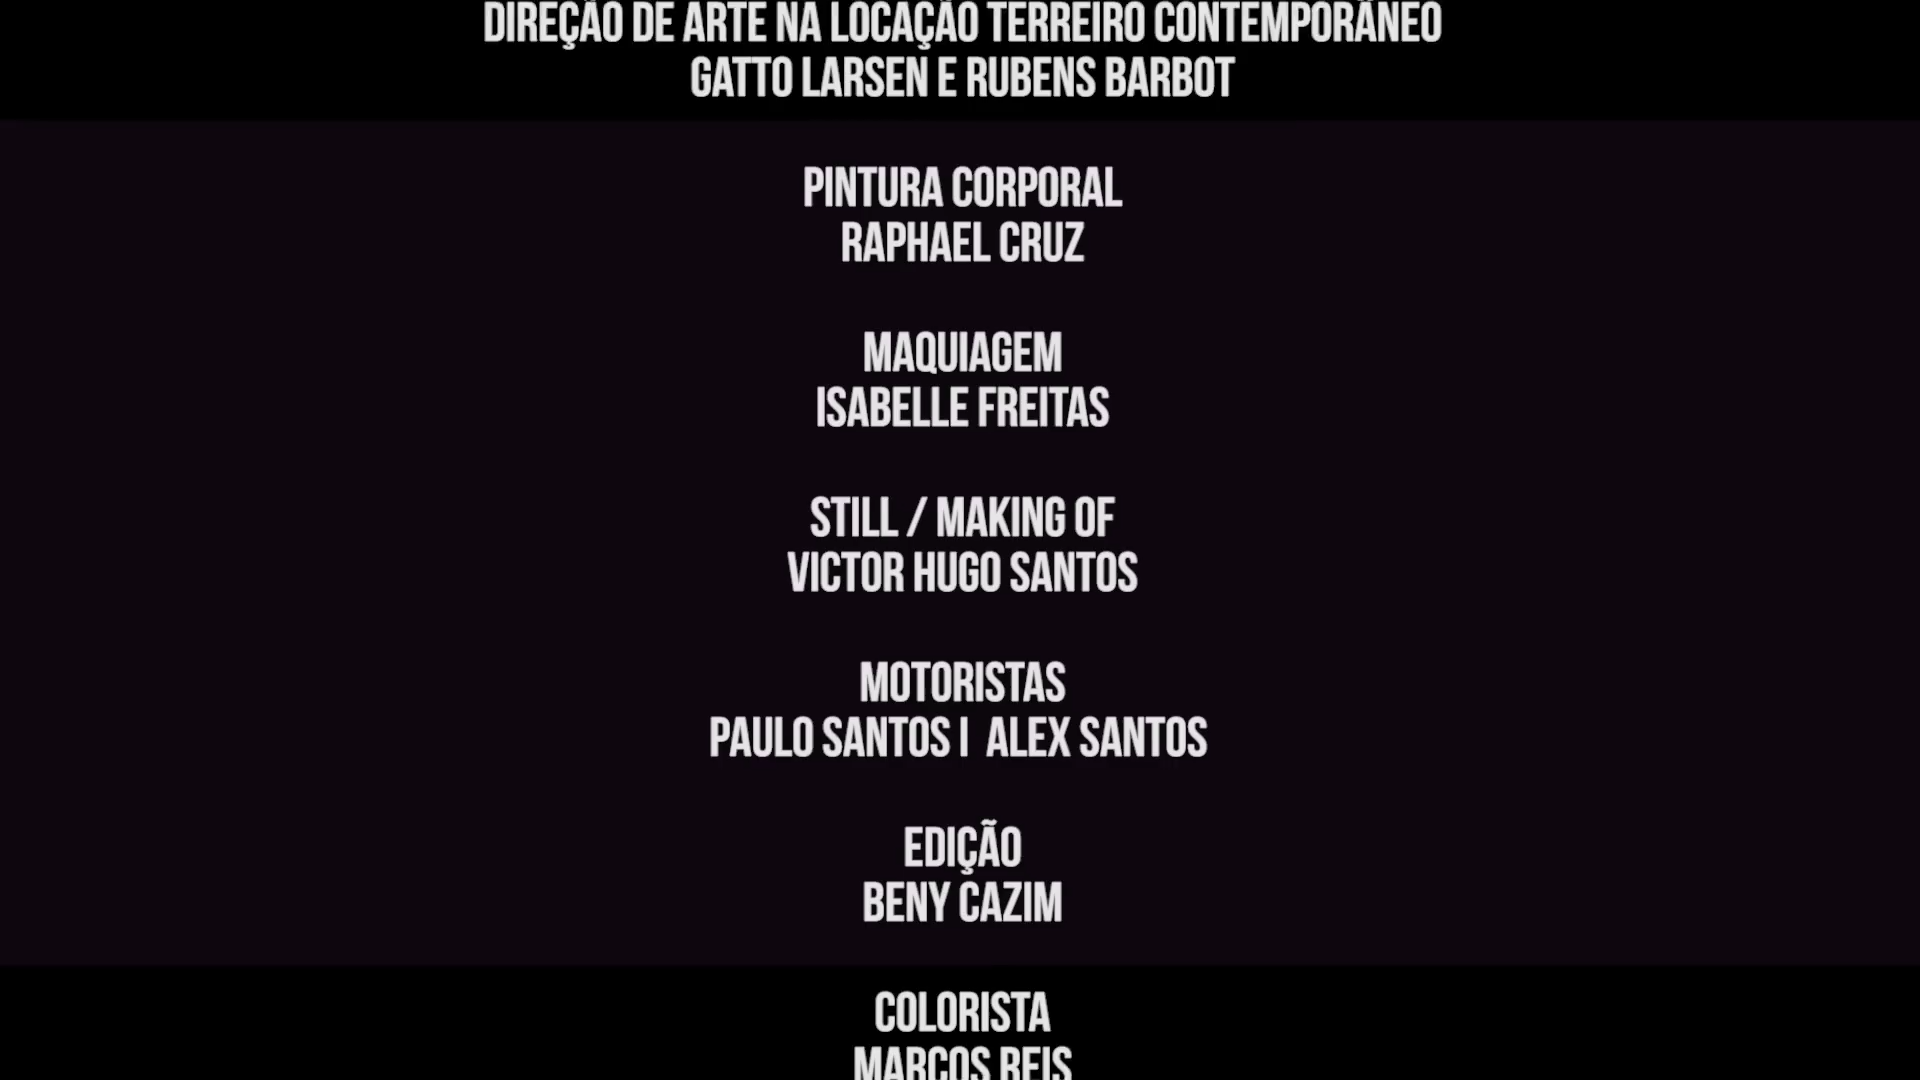 DIREÇÃO DE ARTE NA LOCAÇÃO TERREIRO CONTEMPORÂNEO
GATTO LARSEN E RUBENS BARBOT
PINTURA CORPORAL
RAPHAEL CRUZ
MAQUIAGEM
ISABELLE FREITAS
STILL / MAKING OF
VICTOR HUGO SANTOS
MOTORISTAS
PAULO SANTOS I  ALEX SANTOS
EDIÇÃO
BENY CAZIM
COLORISTA
MARCOS REIS